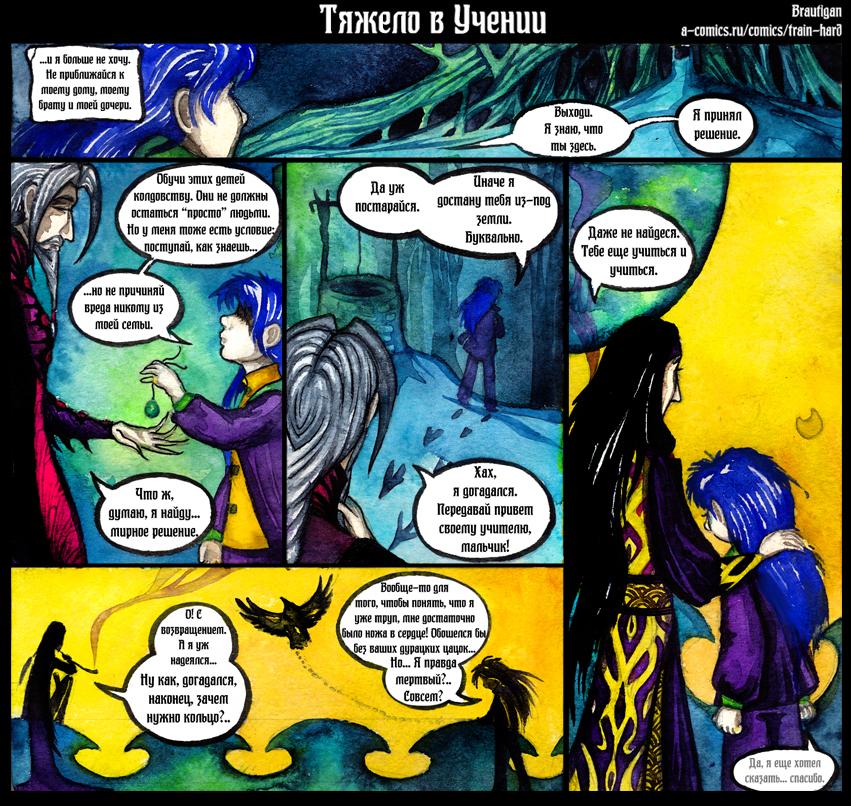 Тяжело в Учении
Braufigan
a-comics.ru/comics/train-hard
...и я больше не хочу.
Не приближайся к
моему дому, моему
брату и моей дочери.
Выходи.
Я знаю, что
ты здесь.
Я принял
решение.
Обучи этих детей
колдовству. Они не должны
остаться “просто” людьми.
Но у меня тоже есть условие:
поступай, как знаешь...
...но не причиняй
вреда никому из
моей семьи.
Что ж,
думаю, я найду...
мирное решение.
Да уж
постарайся.
Иначе я
достану тебя из-под
земли.
Буквально.
Хах,
я догадался.
Передавай привет
своему учителю,
мальчик!
Даже не надейся.
Тебе еще учиться и
учиться.
О! С
возвращением.
А я уж
надеялся...
Ну как, догадался,
наконец, зачем
нужно кольцо?..
Вообще-то для
того, чтобы понять, что я
уже труп, мне достаточно
было ножа в сердце! Обошелся бы
без ваших дурацких цацок...
Но... Я правда
мертвый?..
Совсем?
Да, я еще хотел
сказать... спасибо.